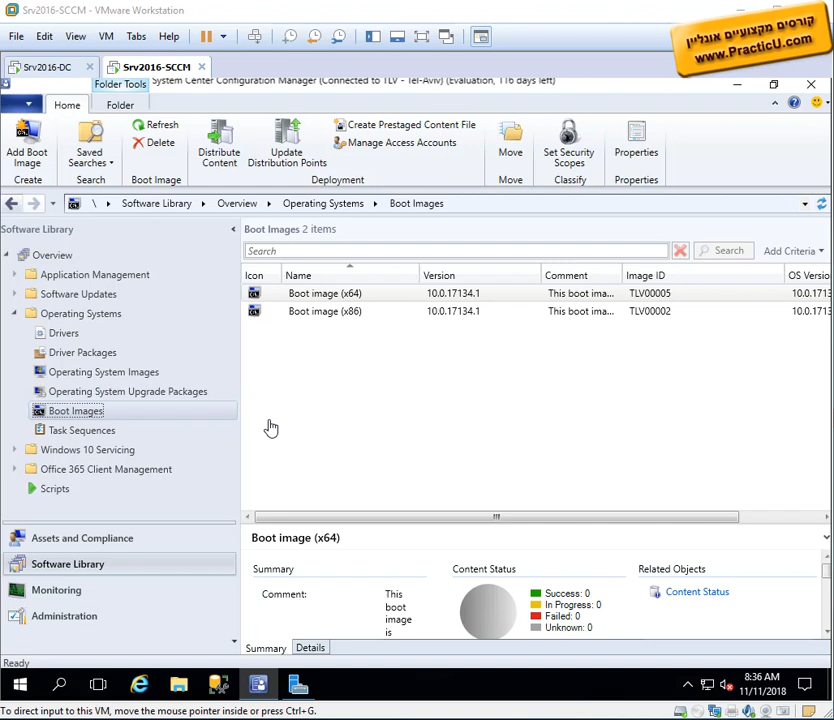 Srv2016-SCCM - VMware Workstation
קורסים מקצועיים אונליין
www.PracticU.com
File Edit View VM Tabs Help
Srv2016-DC Srv2016-SCCM
Folder Tools System Center Configuration Manager (Connected to TLV - Tel-Aviv) (Evaluation, 116 days left)
Home Folder
Add Boot Image
Saved Searches
Refresh
Delete
Distribute Content
Update Distribution Points
Create Prestaged Content File
Manage Access Accounts
Move
Set Security Scopes
Properties
Create Search Boot Image Deployment Move Classify Properties
\ Software Library Overview Operating Systems Boot Images
Software Library
Overview
Application Management
Software Updates
Operating Systems
Drivers
Driver Packages
Operating System Images
Operating System Upgrade Packages
Boot Images
Task Sequences
Windows 10 Servicing
Office 365 Client Management
Scripts
Assets and Compliance
Software Library
Monitoring
Administration
Boot Images 2 items
Search Search Add Criteria
Icon Name Version Comment Image ID OS Versio
Boot image (x64) 10.0.17134.1 This boot ima... TLV00005 10.0.1713
Boot image (x86) 10.0.17134.1 This boot ima... TLV00002 10.0.1713
Boot image (x64)
Summary
Comment: This
boot
image
is
Content Status
Success: 0
In Progress: 0
Failed: 0
Unknown: 0
Related Objects
Content Status
Summary Details
Ready
8:36 AM
11/11/2018
To direct input to this VM, move the mouse pointer inside or press Ctrl+G.